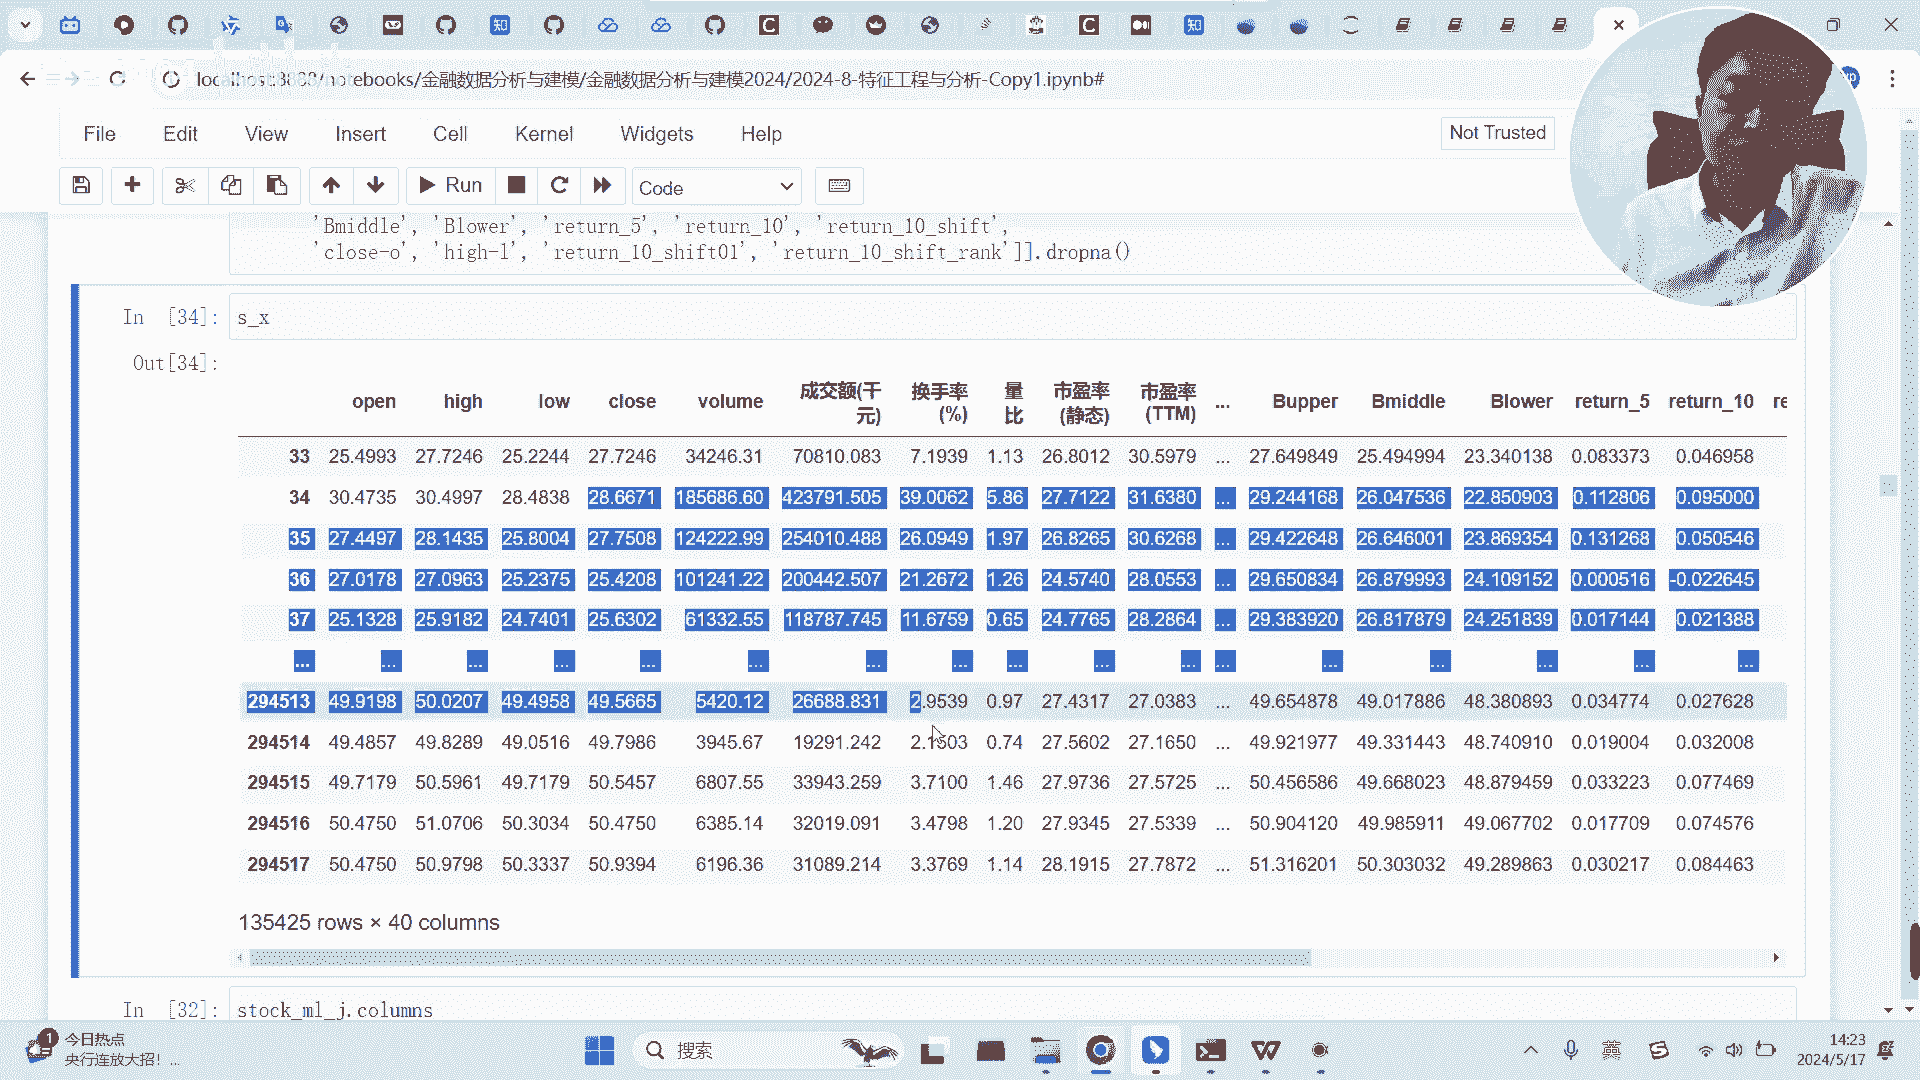 localhost:8888/notebooks/金融数据分析与建模/金融数据分析与建模2024/2024-8-特征工程与分析-Copy1.ipynb#
File Edit View Insert Cell Kernel Widgets Help
Not Trusted
Run Code
'Bmiddle', 'Blower', 'return_5', 'return_10', 'return_10_shift',
'close-o', 'high-l', 'return_10_shift01', 'return_10_shift_rank']].dropna()
In [34]: s_x
Out[34]:
open high low close volume 成交额(千元) 换手率(%) 量比 市盈率(静态) 市盈率(TTM) ... Bupper Bmiddle Blower return_5 return_10 re
33 25.4993 27.7246 25.2244 27.7246 34246.31 70810.083 7.1939 1.13 26.8012 30.5979 ... 27.649849 25.494994 23.340138 0.083373 0.046958
34 30.4735 30.4997 28.4838 28.6671 185686.60 423791.505 39.0062 5.86 27.7122 31.6380 ... 29.244168 26.047536 22.850903 0.112806 0.095000
35 27.4497 28.1435 25.8004 27.7508 124222.99 254010.488 26.0949 1.97 26.8265 30.6268 ... 29.422648 26.646001 23.869354 0.131268 0.050546
36 27.0178 27.0963 25.2375 25.4208 101241.22 200442.507 21.2672 1.26 24.5740 28.0553 ... 29.650834 26.879993 24.109152 0.000516 -0.022645
37 25.1328 25.9182 24.7401 25.6302 61332.55 118787.745 11.6759 0.65 24.7765 28.2864 ... 29.383920 26.817879 24.251839 0.017144 0.021388
... ... ... ... ... ... ... ... ... ... ... ... ... ... ... ... ...
294513 49.9198 50.0207 49.4958 49.5665 5420.12 26688.831 2.9539 0.97 27.4317 27.0383 ... 49.654878 49.017886 48.380893 0.034774 0.027628
294514 49.4857 49.8289 49.0516 49.7986 3945.67 19291.242 2.1503 0.74 27.5602 27.1650 ... 49.921977 49.331443 48.740910 0.019004 0.032008
294515 49.7179 50.5961 49.7179 50.5457 6807.55 33943.259 3.7100 1.46 27.9736 27.5725 ... 50.456586 49.668023 48.879459 0.033223 0.077469
294516 50.4750 51.0706 50.3034 50.4750 6385.14 32019.091 3.4798 1.20 27.9345 27.5339 ... 50.904120 49.985911 49.067702 0.017709 0.074576
294517 50.4750 50.9798 50.3337 50.9394 6196.36 31089.214 3.3769 1.14 28.1915 27.7872 ... 51.316201 50.303032 49.289863 0.030217 0.084463
135425 rows × 40 columns
In [32]: stock_ml_j.columns
1 今日热点
央行连放大招! ...
搜索
英
14:23
2024/5/17